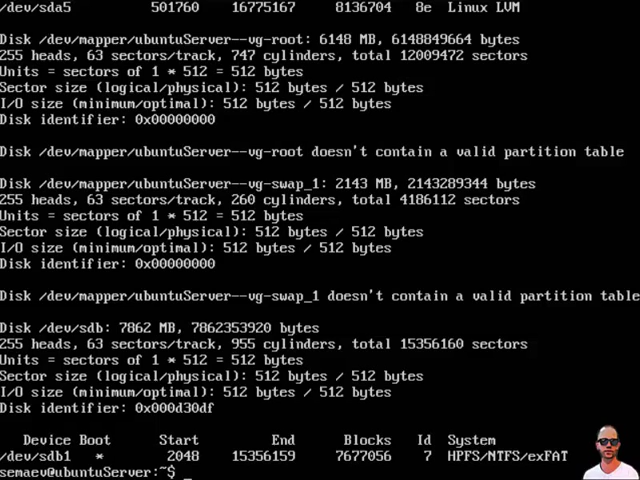 /dev/sda5 501760 16775167 8136704 8e Linux LVM
Disk /dev/mapper/ubuntuServer--vg-root: 6148 MB, 6148849664 bytes
255 heads, 63 sectors/track, 747 cylinders, total 12009472 sectors
Units = sectors of 1 * 512 = 512 bytes
Sector size (logical/physical): 512 bytes / 512 bytes
I/O size (minimum/optimal): 512 bytes / 512 bytes
Disk identifier: 0x00000000
Disk /dev/mapper/ubuntuServer--vg-root doesn't contain a valid partition table
Disk /dev/mapper/ubuntuServer--vg-swap_1: 2143 MB, 2143289344 bytes
255 heads, 63 sectors/track, 260 cylinders, total 4186112 sectors
Units = sectors of 1 * 512 = 512 bytes
Sector size (logical/physical): 512 bytes / 512 bytes
I/O size (minimum/optimal): 512 bytes / 512 bytes
Disk identifier: 0x00000000
Disk /dev/mapper/ubuntuServer--vg-swap_1 doesn't contain a valid partition table
Disk /dev/sdb: 7862 MB, 7862353920 bytes
255 heads, 63 sectors/track, 955 cylinders, total 15356160 sectors
Units = sectors of 1 * 512 = 512 bytes
Sector size (logical/physical): 512 bytes / 512 bytes
I/O size (minimum/optimal): 512 bytes / 512 bytes
Disk identifier: 0x000d30df
Device Boot Start End Blocks Id System
/dev/sdb1 * 2048 15356159 7677056 7 HPFS/NTFS/exFAT
semaev@ubuntuServer:~$ _